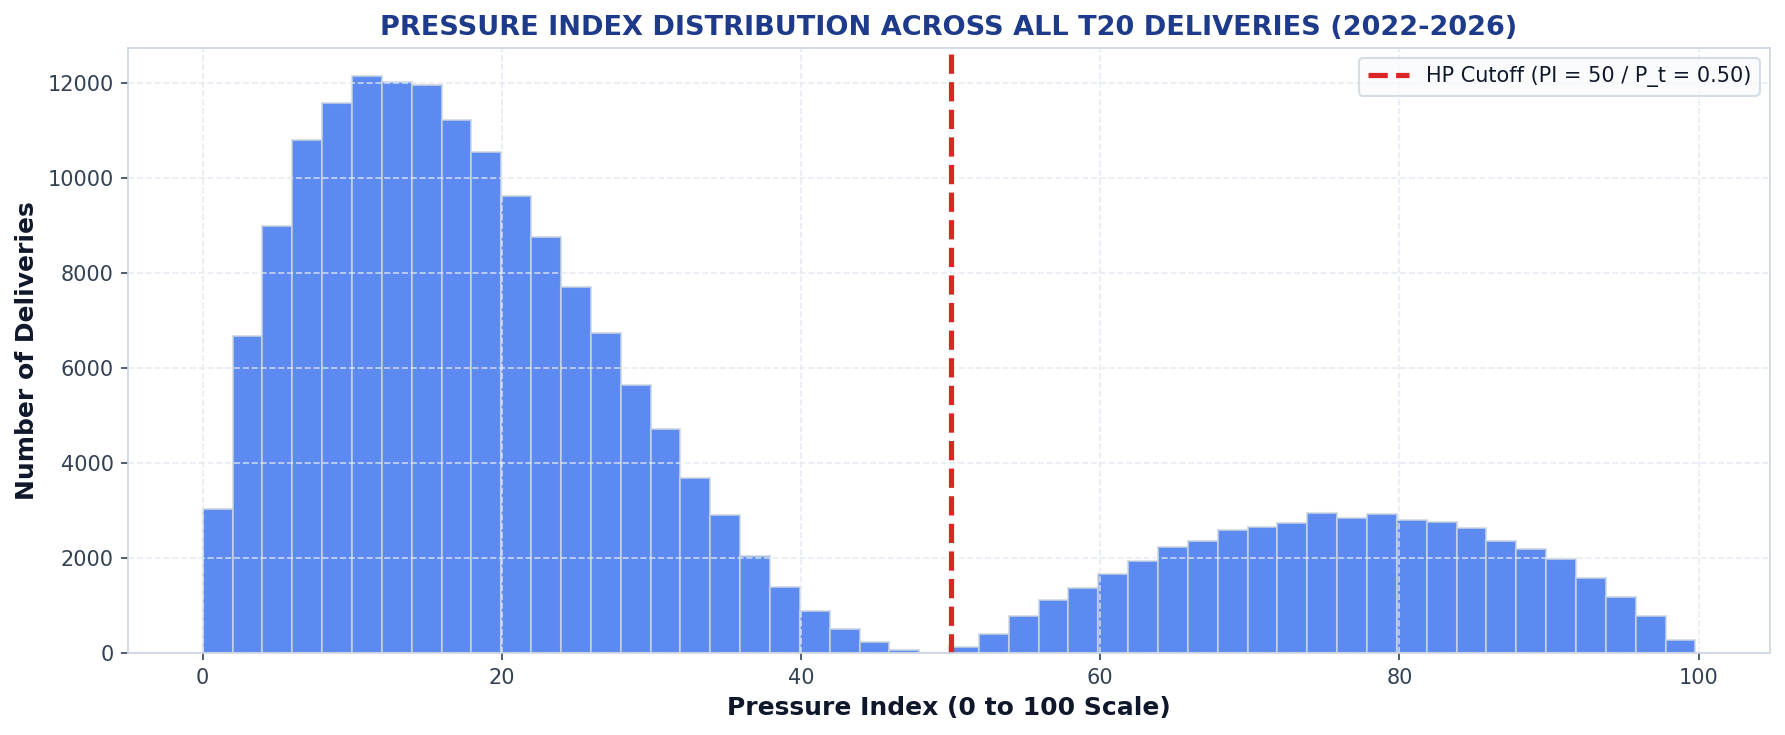 PRESSURE INDEX DISTRIBUTION ACROSS ALL T20 DELIVERIES (2022-2026)
HP Cutoff (PI = 50 / P_t = 0.50)
Number of Deliveries
12000
10000
8000
6000
4000
2000
0
0 20 40 60 80 100
Pressure Index (0 to 100 Scale)